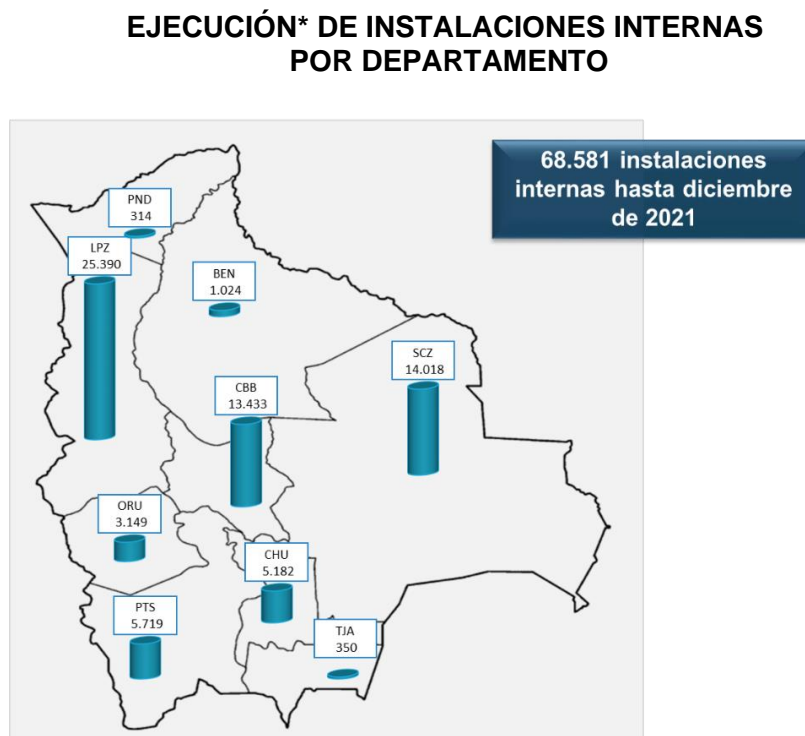 EJECUCIÓN* DE INSTALACIONES INTERNAS
POR DEPARTAMENTO
68.581 instalaciones
internas hasta diciembre
de 2021
PND
314
LPZ
25.390
BEN
1.024
SCZ
14.018
CBB
13.433
ORU
3.149
CHU
5.182
PTS
5.719
TJA
350